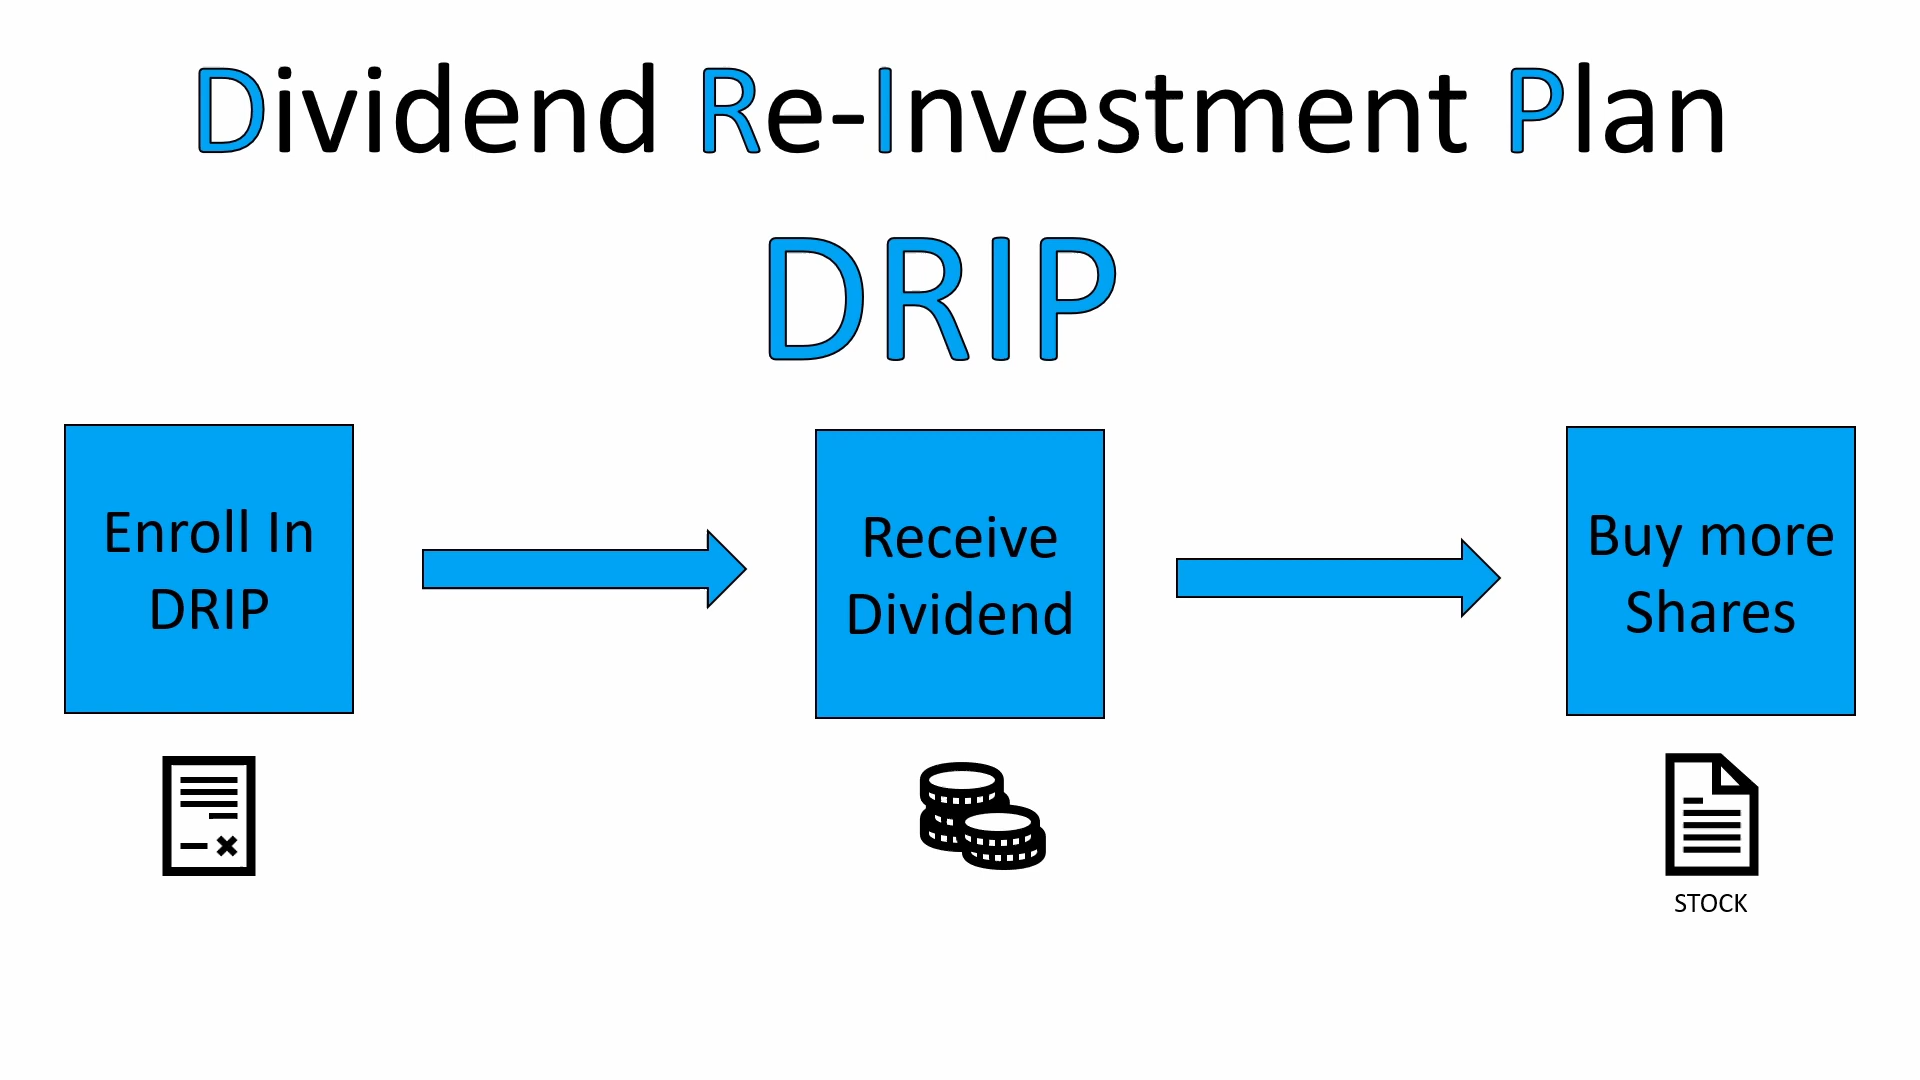 Dividend Re-Investment Plan
DRIP
Enroll In
DRIP
Receive
Dividend
Buy more
Shares
STOCK